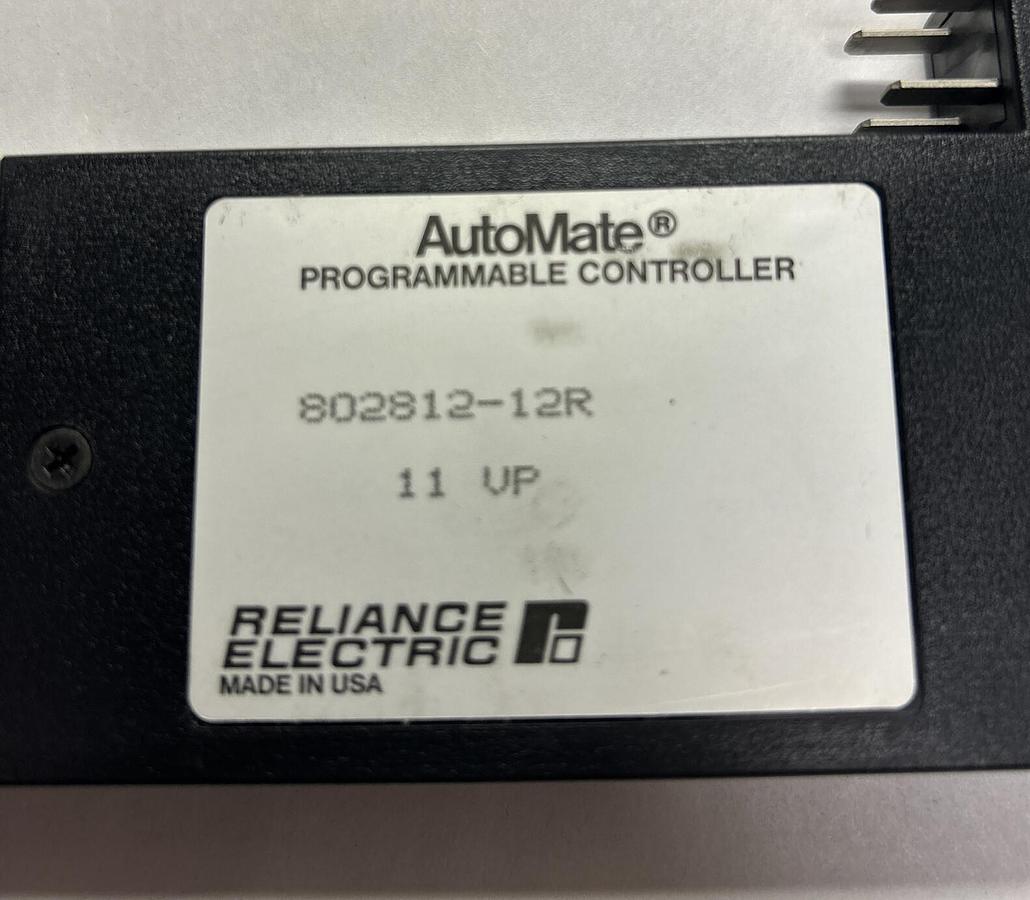 AutoMate®
PROGRAMMABLE CONTROLLER
802812-12R
11 VP
RELIANCE
ELECTRIC
MADE IN USA